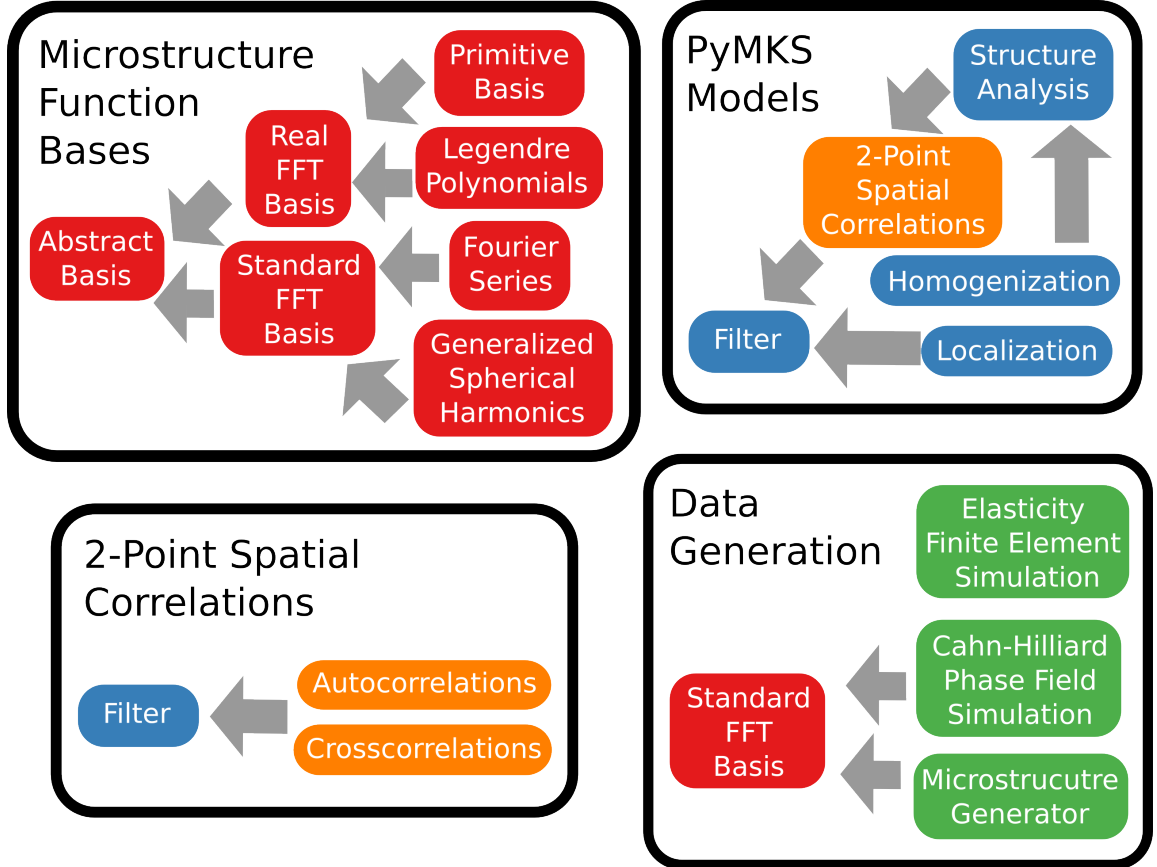 Microstructure
Function
Bases
Primitive
Basis
Real
FFT
Basis
Legendre
Polynomials
Abstract
Basis
Standard
FFT
Basis
Fourier
Series
Generalized
Spherical
Harmonics
PyMKS
Models
Structure
Analysis
2-Point
Spatial
Correlations
Homogenization
Filter
Localization
2-Point Spatial
Correlations
Filter
Autocorrelations
Crosscorrelations
Data
Generation
Elasticity
Finite Element
Simulation
Cahn-Hilliard
Phase Field
Simulation
Standard
FFT
Basis
Microstrucutre
Generator